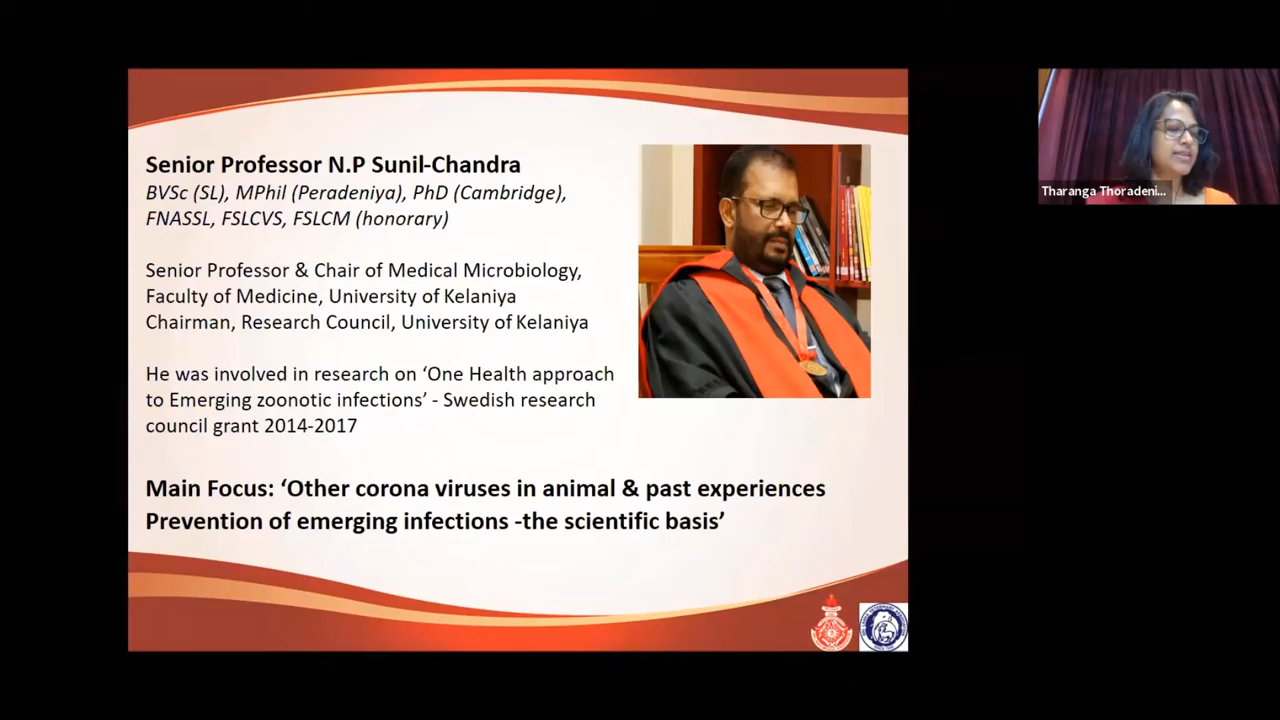 Senior Professor N.P Sunil-Chandra
BVSc (SL), MPhil (Peradeniya), PhD (Cambridge),
FNASSL, FSLCVS, FSLCM (honorary)
Senior Professor & Chair of Medical Microbiology,
Faculty of Medicine, University of Kelaniya
Chairman, Research Council, University of Kelaniya
He was involved in research on ‘One Health approach
to Emerging zoonotic infections’ - Swedish research
council grant 2014-2017
Main Focus: ‘Other corona viruses in animal & past experiences
Prevention of emerging infections -the scientific basis’
Tharanga Thoradeni...